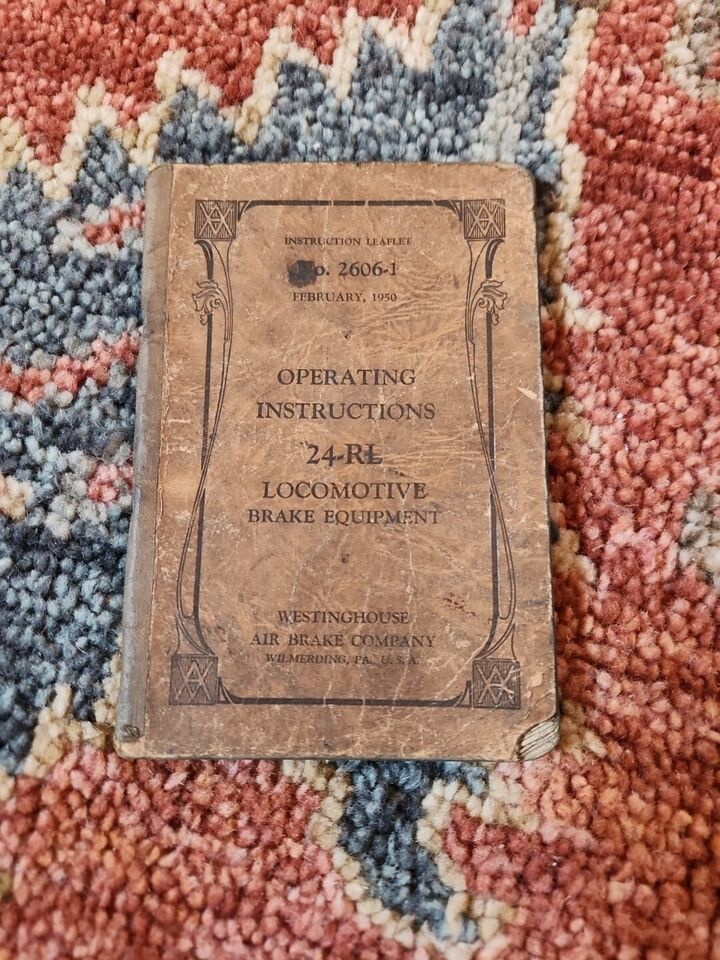 INSTRUCTION LEAFLET
No. 2606-1
FEBRUARY, 1950
OPERATING
INSTRUCTIONS
24-RL
LOCOMOTIVE
BRAKE EQUIPMENT
WESTINGHOUSE
AIR BRAKE COMPANY
WILMERDING, PA., U. S. A.